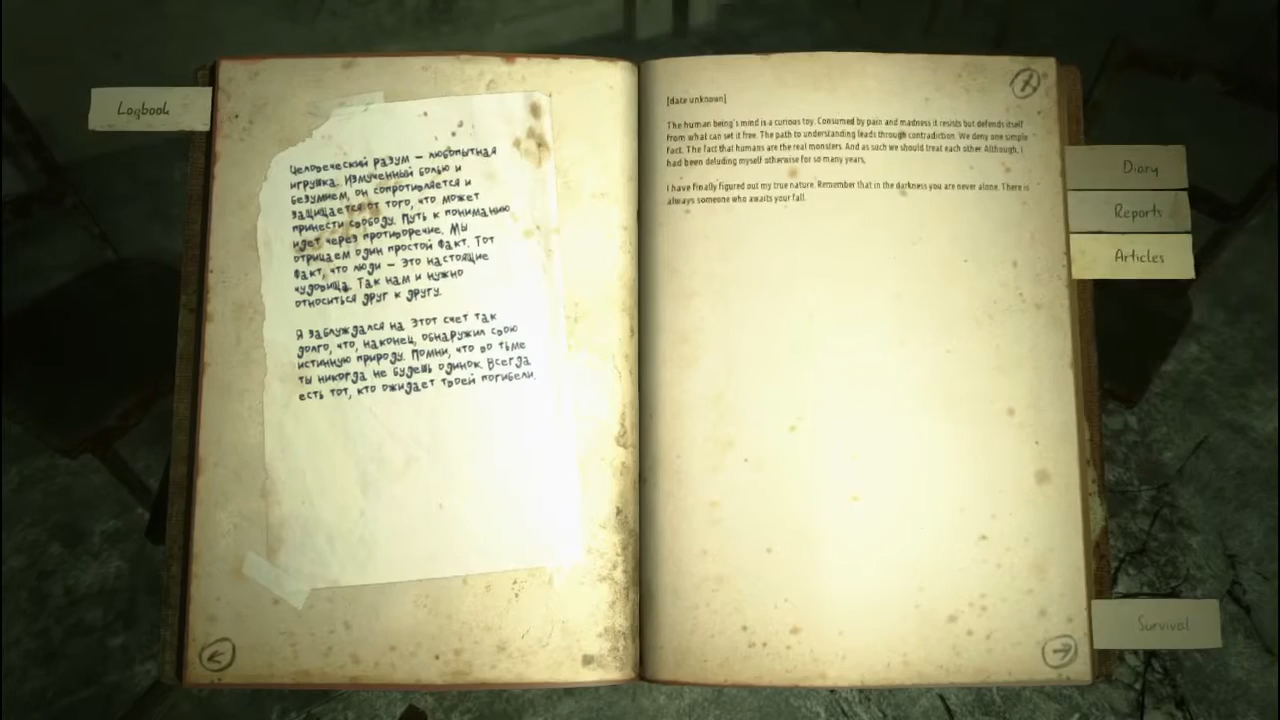 Logbook
Человеческий разум – любопытная
игрушка. Измученный болью и
безумием, он сопротивляется и
защищается от того, что может
принести свободу. Путь к пониманию
идет через противоречие. Мы
отрицаем один простой факт. Тот
факт, что люди – это настоящие
чудовища. Так нам и нужно
относиться друг к другу.
Я заблуждался на этот счет так
долго, что, наконец, обнаружил свою
истинную природу. Помни, что во тьме
ты никогда не будешь одинок. Всегда
есть тот, кто ожидает твоей погибели.
[date unknown]
The human being's mind is a curious toy. Consumed by pain and madness it resists but defends itself
from what can set it free. The path to understanding leads through contradiction. We deny one simple
fact. The fact that humans are the real monsters. And as such we should treat each other Although, I
had been deluding myself otherwise for so many years,
I have finally figured out my true nature. Remember that in the darkness you are never alone. There is
always someone who awaits your fall.
Diary
Reports
Articles
Survival